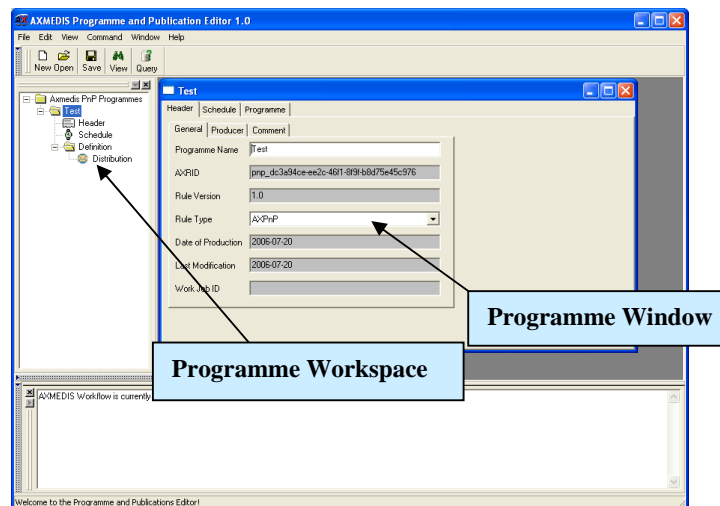 AXMEDIS Programme and Publication Editor 1.0
File Edit View Command Window Help
New Open Save View Query
Axmedis PnP Programmes
Test
Header
Schedule
Definition
Distribution
Test
Header Schedule Programme
General Producer Comment
Programme Name Test
AXRID pnp_dc3a94ce-ee2c-46f1-8f9f-b8d75e45c976
Rule Version 1.0
Rule Type AXPnP
Date of Production 2006-07-20
Last Modification 2006-07-20
Work Job ID
Programme Window
Programme Workspace
AXMEDIS Workflow is currently
Welcome to the Programme and Publications Editor!